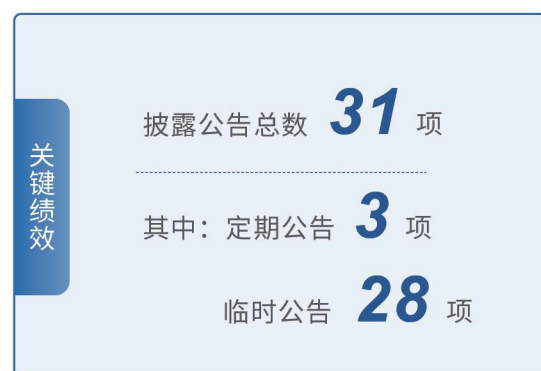 关键绩效
披露公告总数 31 项
其中：定期公告 3 项
临时公告 28 项